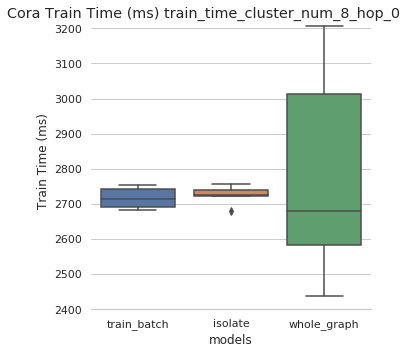 Cora Train Time (ms) train_time_cluster_num_8_hop_0
3200
3100
3000
2900
2800
2700
2600
2500
2400
Train Time (ms)
train_batch
isolate
whole_graph
models